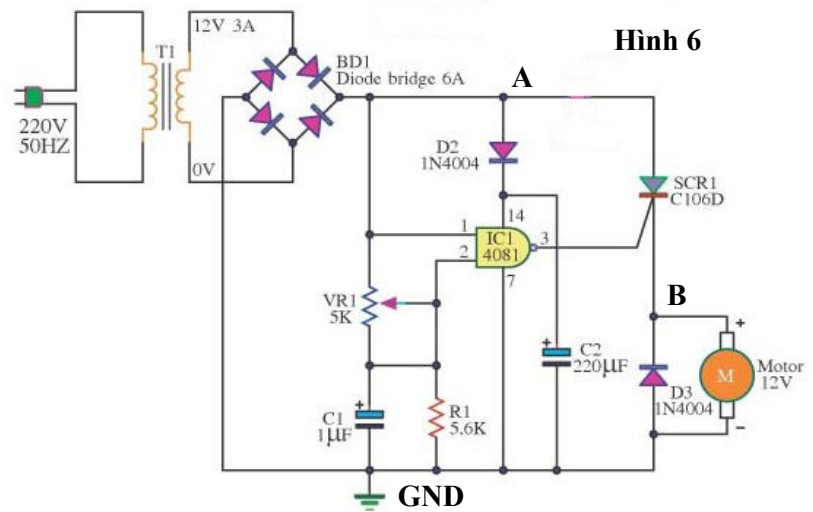 Hình 6
12V 3A
T1
BD1
Diode bridge 6A
220V
50HZ
0V
A
D2
1N4004
SCR1
C106D
14
1
IC1
3
2
4081
7
VR1
5K
B
+
C2
220µF
M
Motor
12V
D3
1N4004
-
+
C1
1µF
R1
5.6K
+
GND